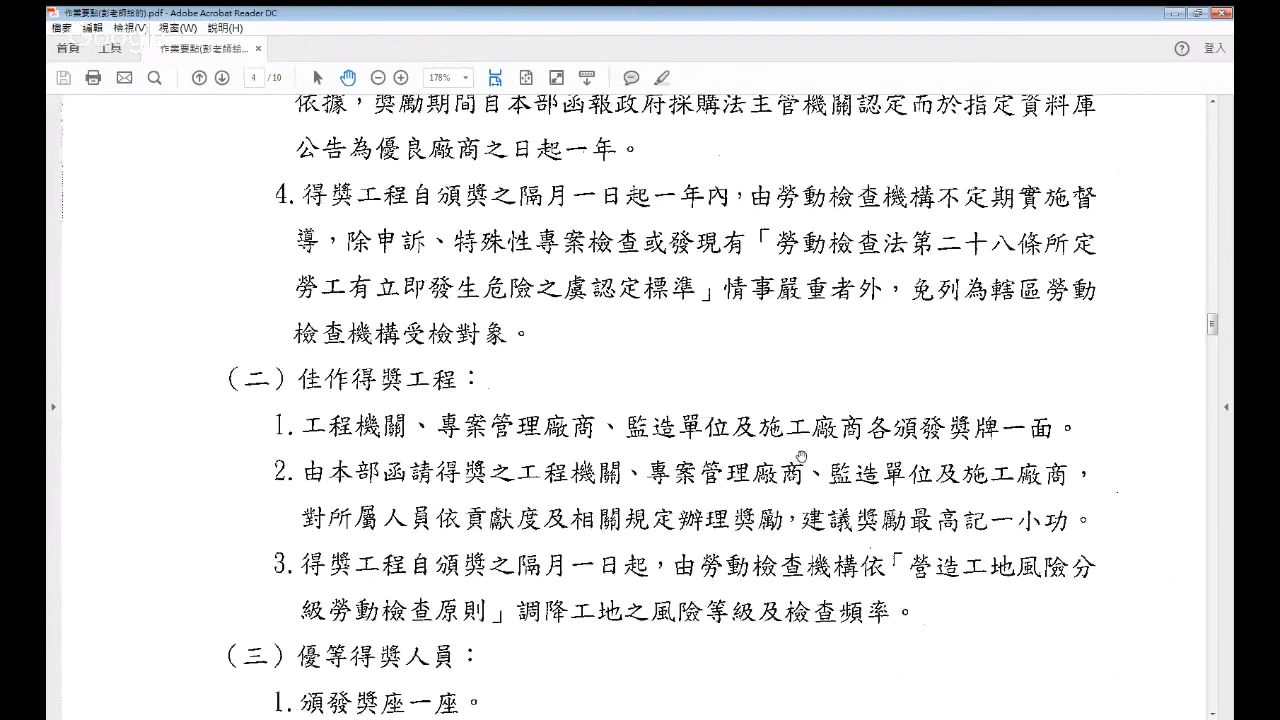 作業要點(彭老師給的).pdf - Adobe Acrobat Reader DC
檔案 編輯 檢視(V) 視窗(W) 說明(H)
首頁 工具 作業要點(彭老師給... × 登入
4 / 10 178%
依據，獎勵期間自本部函報政府採購法主管機關認定而於指定資料庫
公告為優良廠商之日起一年。
4. 得獎工程自頒獎之隔月一日起一年內，由勞動檢查機構不定期實施督
導，除申訴、特殊性專案檢查或發現有「勞動檢查法第二十八條所定
勞工有立即發生危險之虞認定標準」情事嚴重者外，免列為轄區勞動
檢查機構受檢對象。
（二）佳作得獎工程：
1. 工程機關、專案管理廠商、監造單位及施工廠商各頒發獎牌一面。
2. 由本部函請得獎之工程機關、專案管理廠商、監造單位及施工廠商，
對所屬人員依貢獻度及相關規定辦理獎勵，建議獎勵最高記一小功。
3. 得獎工程自頒獎之隔月一日起，由勞動檢查機構依「營造工地風險分
級勞動檢查原則」調降工地之風險等級及檢查頻率。
（三）優等得獎人員：
1. 頒發獎座一座。